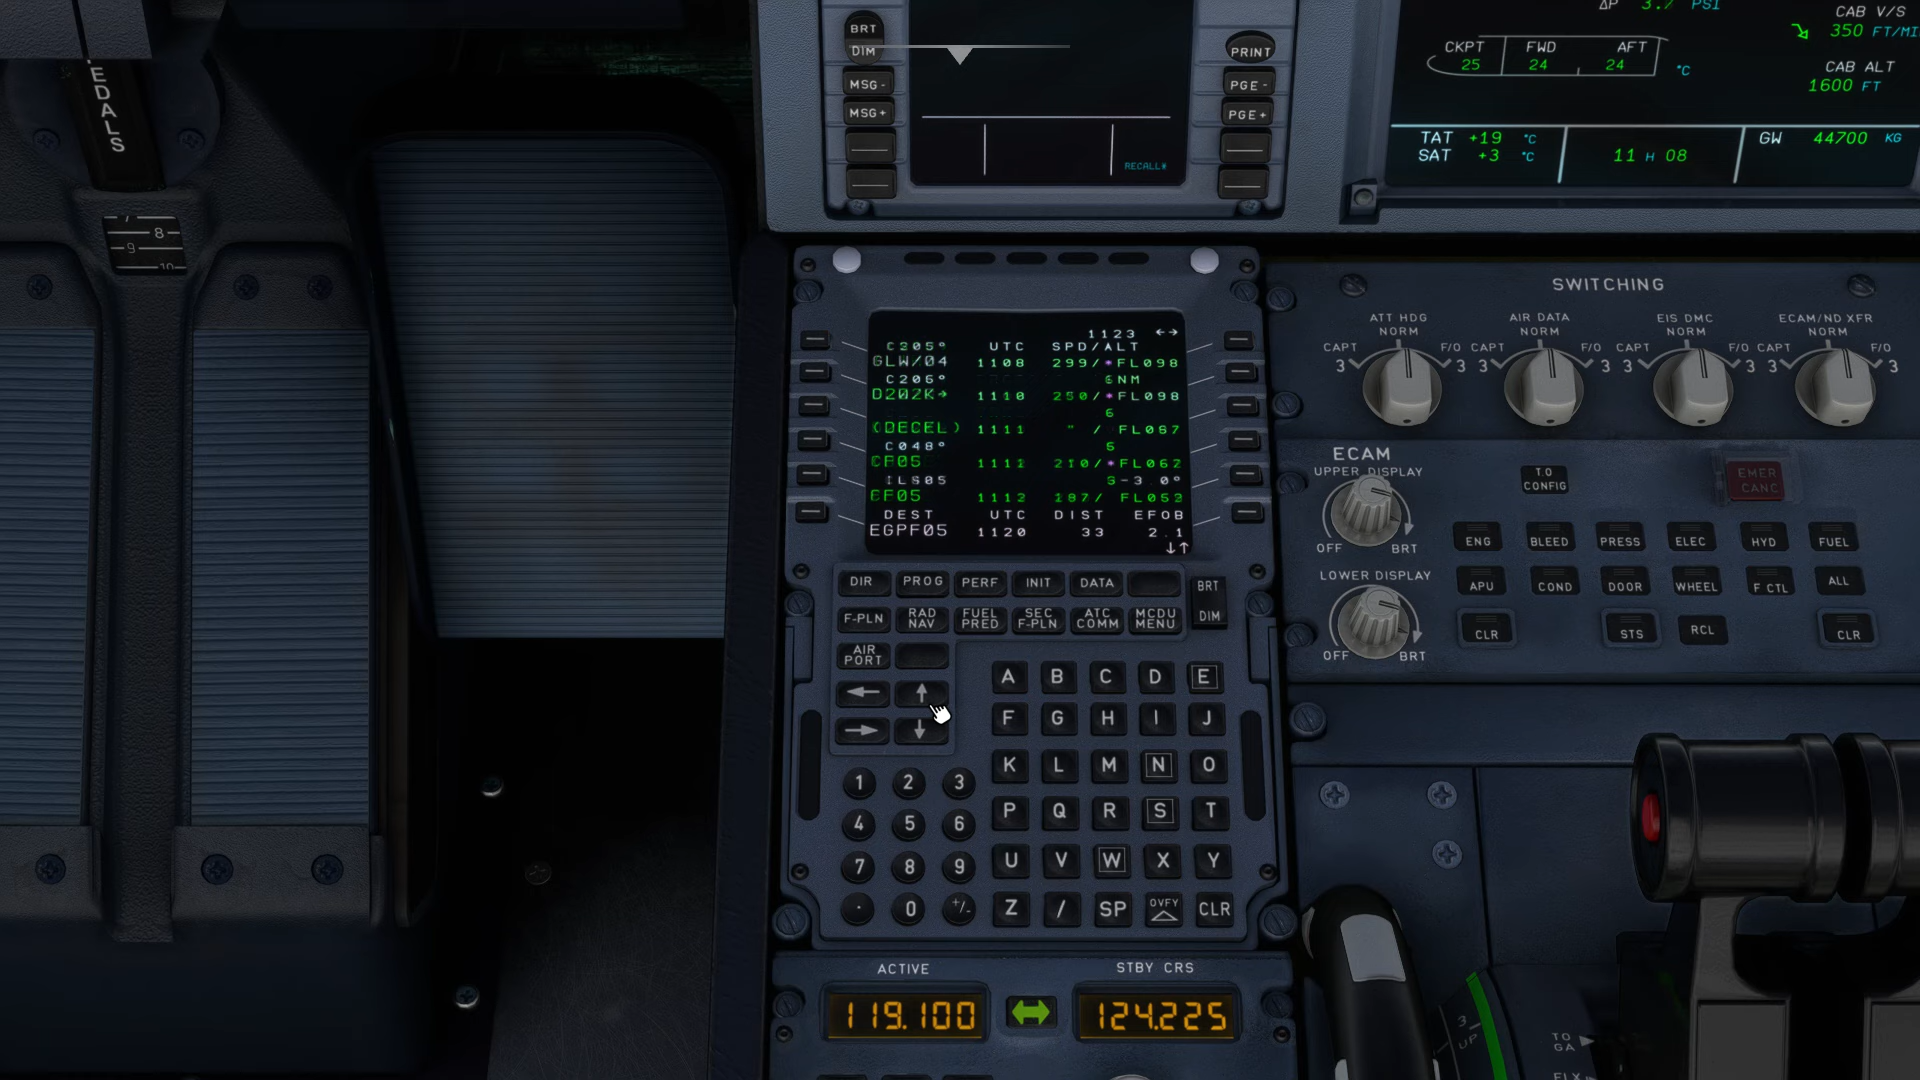 EDALS
7
8
9
10
BRT
DIM
MSG-
MSG+
PRINT
PGE-
PGE+
RECALL*
ΔP 3.7 PSI
CAB V/S
350 FT/MI
CKPT FWD AFT
25 24 24 °C
CAB ALT
1600 FT
TAT +19 °C
SAT +3 °C
11 H 08
GW 44700 KG
1123 ←→
C205° UTC SPD/ALT
GLW/04 1108 299/*FL098
C206° 6NM
D202K→ 1110 250/*FL098
6
(DECEL) 1111 " / FL067
C048° 5
CF05 1111 210/*FL062
ILS05 -3.0°
1112 187/ FL052
DEST UTC DIST EFOB
EGPF05 1120 33 2.1
↓↑
DIR PROG PERF INIT DATA
BRT
DIM
F-PLN RAD NAV FUEL PRED SEC F-PLN ATC COMM MCDU MENU
AIR PORT
← ↑
→ ↓
A B C D E
F G H I J
K L M N O
P Q R S T
U V W X Y
Z / SP OVFY CLR
1 2 3
4 5 6
7 8 9
. 0 +/-
ACTIVE STBY CRS
119.100 124.225
SWITCHING
ATT HDG NORM
CAPT F/O
3 3
AIR DATA NORM
CAPT F/O
3 3
EIS DMC NORM
CAPT F/O
3 3
ECAM/ND XFR NORM
CAPT F/O
3 3
ECAM
UPPER DISPLAY
OFF BRT
LOWER DISPLAY
OFF BRT
T.O CONFIG
EMER CANC
ENG BLEED PRESS ELEC HYD FUEL
APU COND DOOR WHEEL F CTL ALL
CLR STS RCL CLR
3
UP
TO GA
FLX